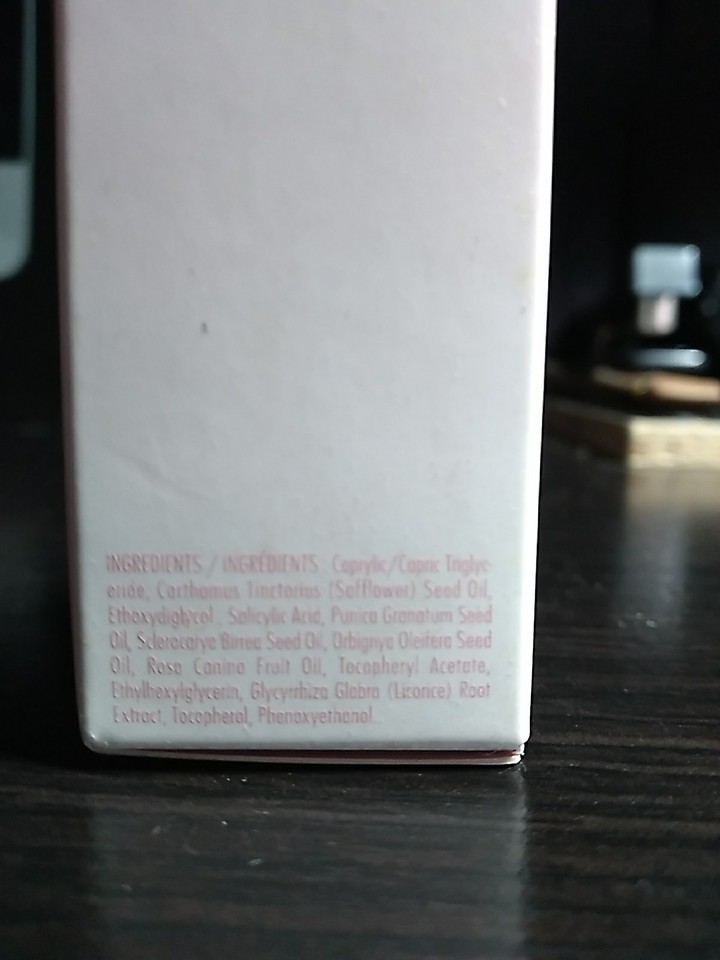 INGREDIENTS / INGRÉDIENTS : Caprylic/Capric Triglyc-
eride, Carthamus Tinctorius (Safflower) Seed Oil,
Ethoxydiglycol , Salicylic Acid, Punica Granatum Seed
Oil, Sclerocarya Birrea Seed Oil, Orbignya Oleifera Seed
Oil, Rosa Canina Fruit Oil, Tocopheryl Acetate,
Ethylhexylglycerin, Glycyrrhiza Glabra (Licorice) Root
Extract, Tocopherol, Phenoxyethanol..